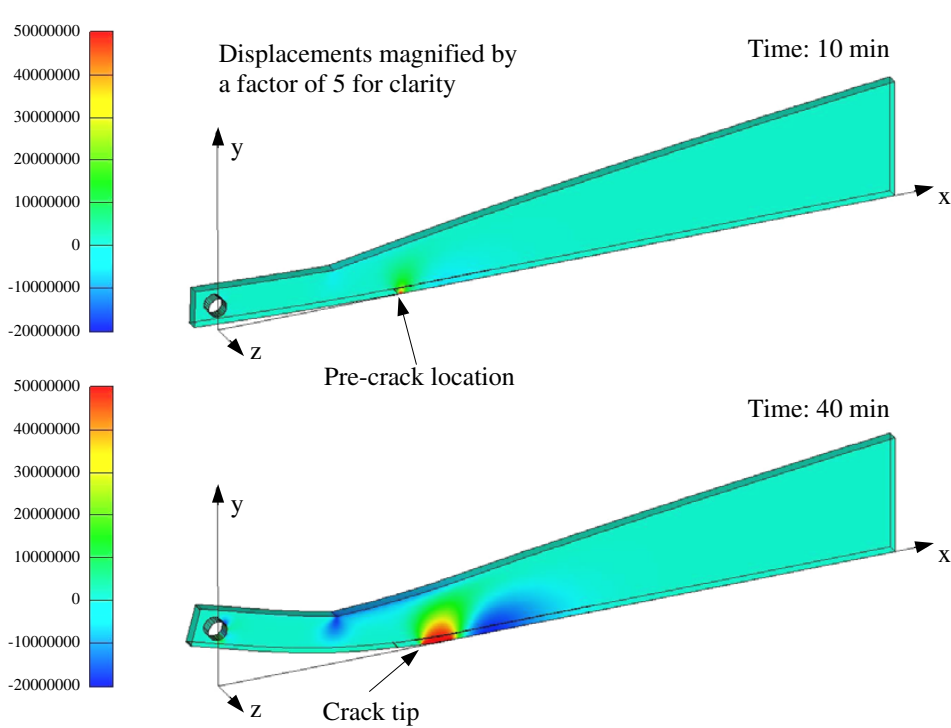 50000000
Displacements magnified by
a factor of 5 for clarity
Time: 10 min
40000000
30000000
20000000
10000000
0
-10000000
-20000000
y
x
z
Pre-crack location
50000000
Time: 40 min
40000000
30000000
20000000
10000000
0
-10000000
-20000000
y
x
z
Crack tip